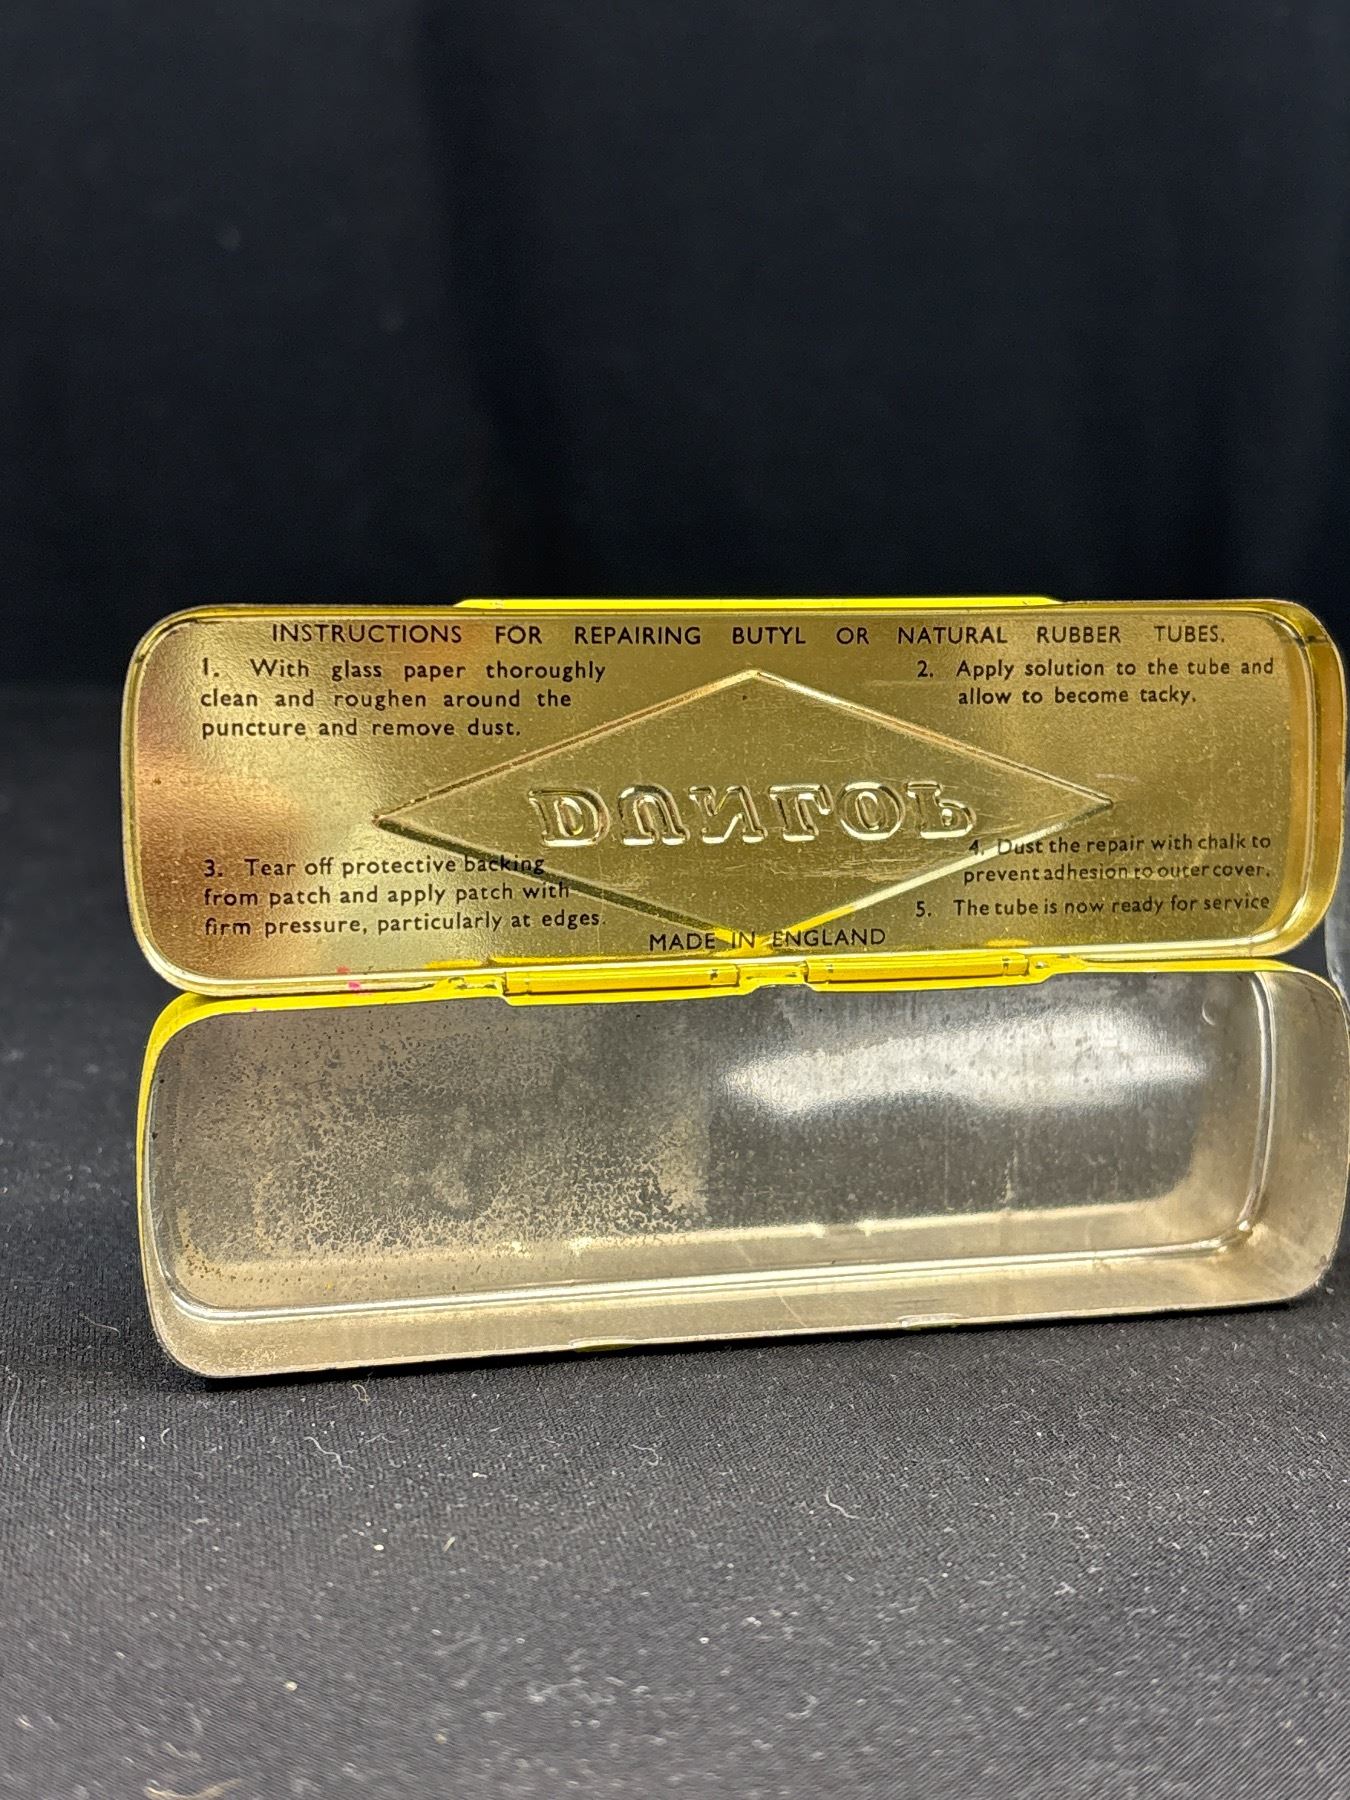 INSTRUCTIONS FOR REPAIRING BUTYL OR NATURAL RUBBER TUBES.
1. With glass paper thoroughly
clean and roughen around the
puncture and remove dust.
2. Apply solution to the tube and
allow to become tacky.
DUNLOP
3. Tear off protective backing
from patch and apply patch with
firm pressure, particularly at edges.
4. Dust the repair with chalk to
prevent adhesion to outer cover.
5. The tube is now ready for service
MADE IN ENGLAND